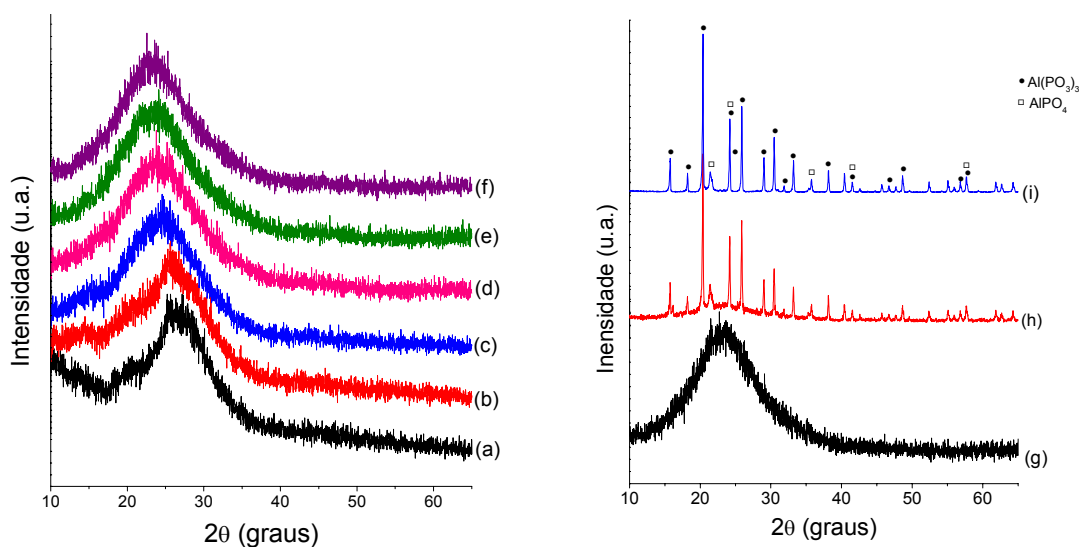 Intensidade (u.a.)
(f)
(e)
(d)
(c)
(b)
(a)
10 20 30 40 50 60
2θ (graus)
Inensidade (u.a.)
● Al(PO₃)₃
□ AlPO₄
(i)
(h)
(g)
10 20 30 40 50 60
2θ (graus)